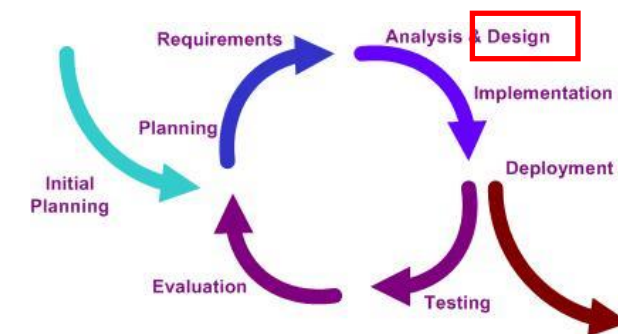 Requirements
Analysis & Design
Planning
Implementation
Initial
Planning
Deployment
Evaluation
Testing